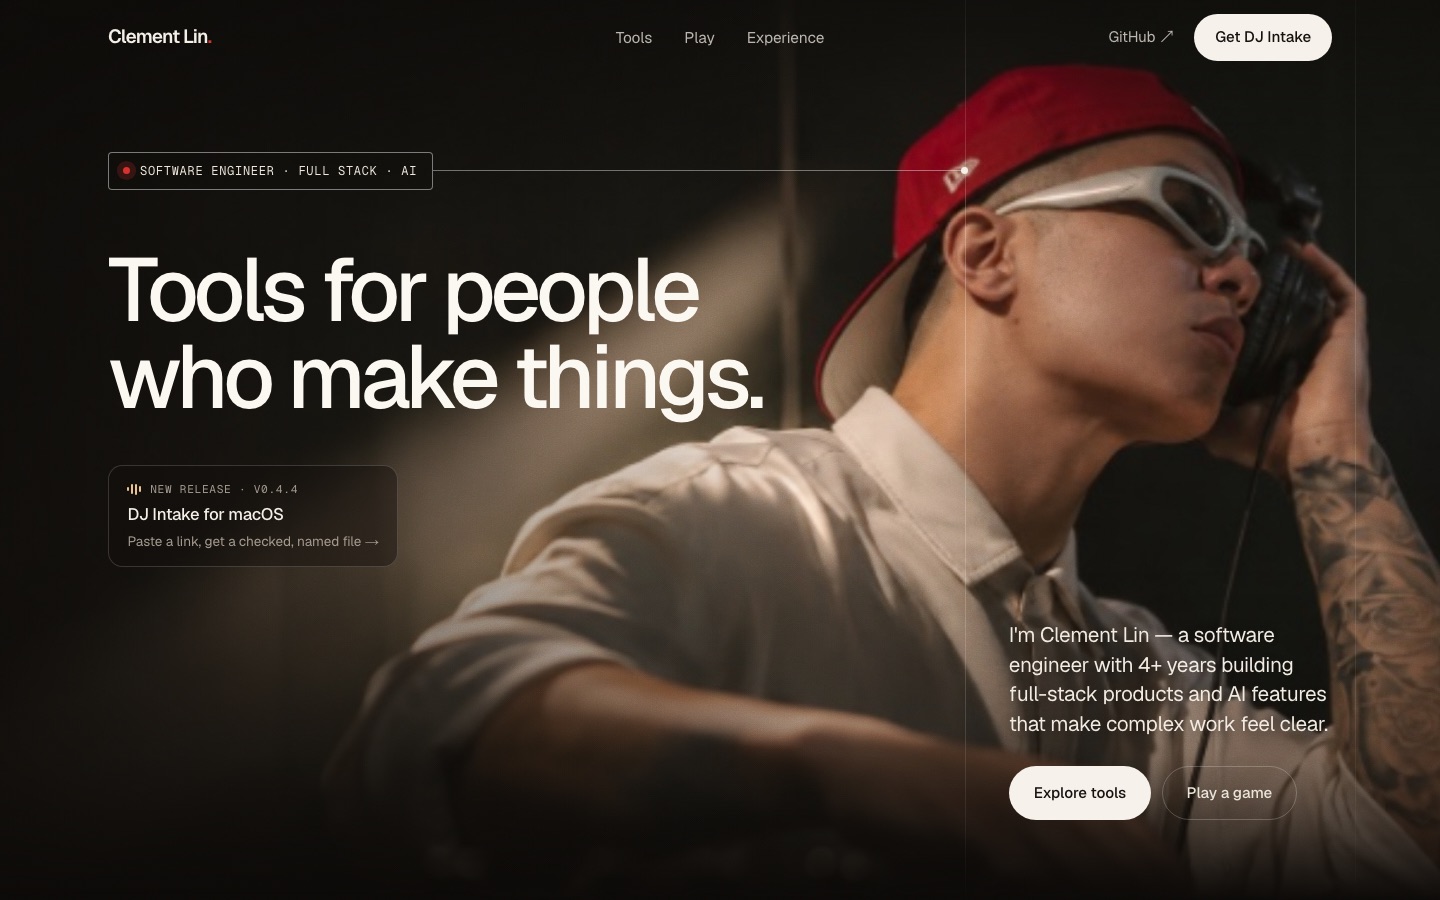 Clement Lin.
Tools
Play
Experience
GitHub ↗
Get DJ Intake
SOFTWARE ENGINEER · FULL STACK · AI
Tools for people
who make things.
NEW RELEASE · V0.4.4
DJ Intake for macOS
Paste a link, get a checked, named file →
I'm Clement Lin — a software
engineer with 4+ years building
full-stack products and AI features
that make complex work feel clear.
Explore tools
Play a game